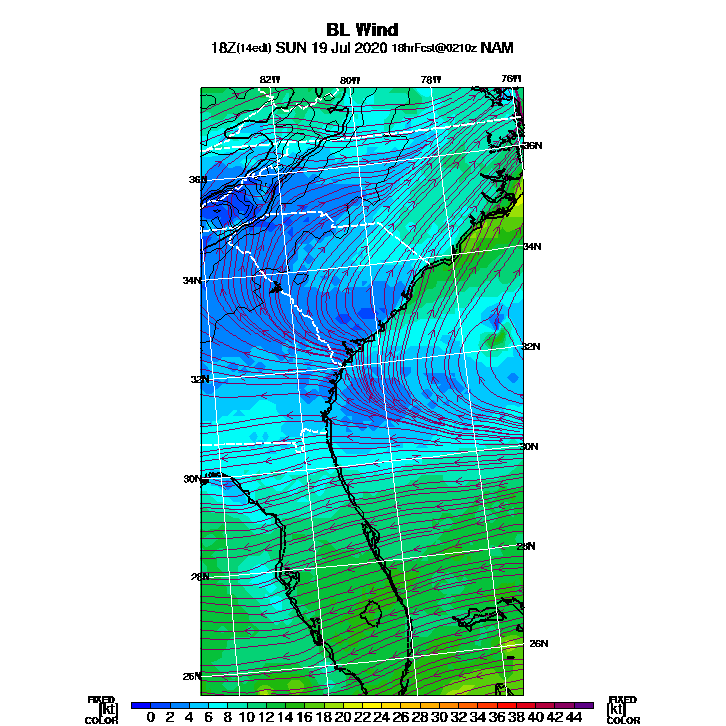 BL Wind
18Z(14edt) SUN 19 Jul 2020 18hrFcst@0210z NAM
82W 80W 78W 76W
36N
36N
34N
34N
32N
32N
30N
30N
28N
28N
26N
26N
FIXED FIXED
[kt] 0 2 4 6 8 10 12 14 16 18 20 22 24 26 28 30 32 34 36 38 40 42 44 [kt]
COLOR COLOR